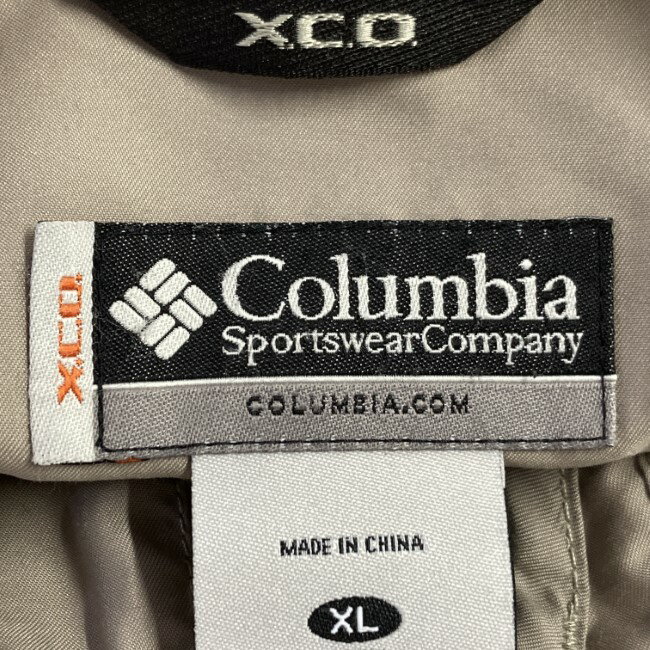 X.C.O.
X.C.O.
Columbia
SportswearCompany
COLUMBIA.COM
MADE IN CHINA
XL